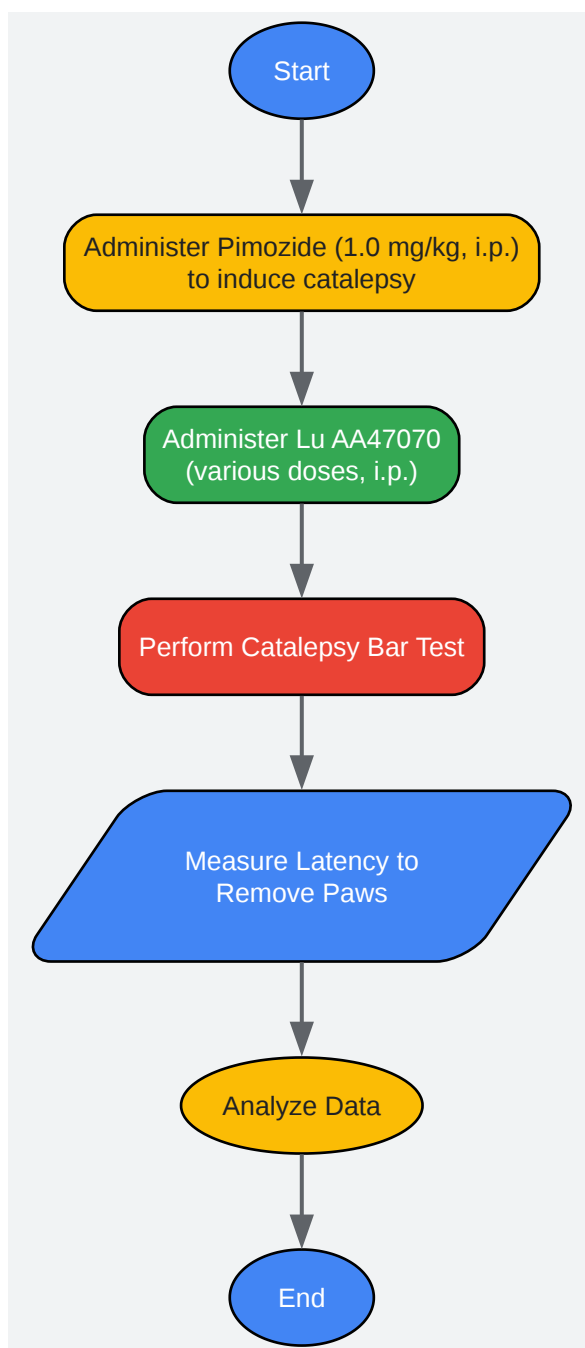 Start
Administer Pimozide (1.0 mg/kg, i.p.)
to induce catalepsy
Administer Lu AA47070
(various doses, i.p.)
Perform Catalepsy Bar Test
Measure Latency to
Remove Paws
Analyze Data
End